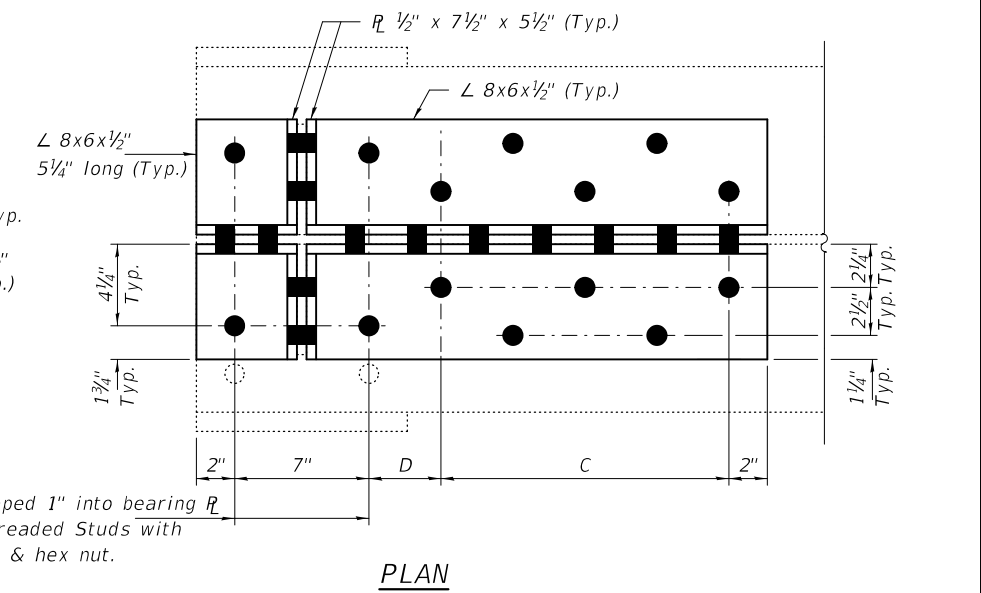 ℄ ½" x 7½" x 5½" (Typ.)
∠ 8x6x½" (Typ.)
∠ 8x6x½"
5¼" long (Typ.)
yp.
"
.)
4¼"
Typ.
1¾"
Typ.
2¼"
Typ.
2½"
Typ.
1¼"
Typ.
2"
7"
D
C
2"
ped 1" into bearing ℄
readed Studs with
& hex nut.
PLAN